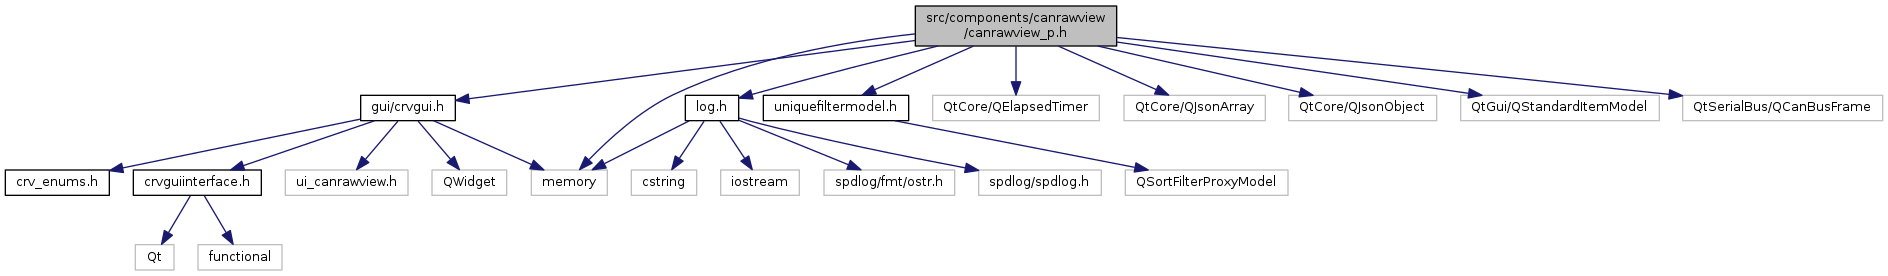 src/components/canrawview
/canrawview_p.h
gui/crvgui.h
log.h
uniquefiltermodel.h
QtCore/QElapsedTimer
QtCore/QJsonArray
QtCore/QJsonObject
QtGui/QStandardItemModel
QtSerialBus/QCanBusFrame
crv_enums.h
crvguiinterface.h
ui_canrawview.h
QWidget
memory
cstring
iostream
spdlog/fmt/ostr.h
spdlog/spdlog.h
QSortFilterProxyModel
Qt
functional